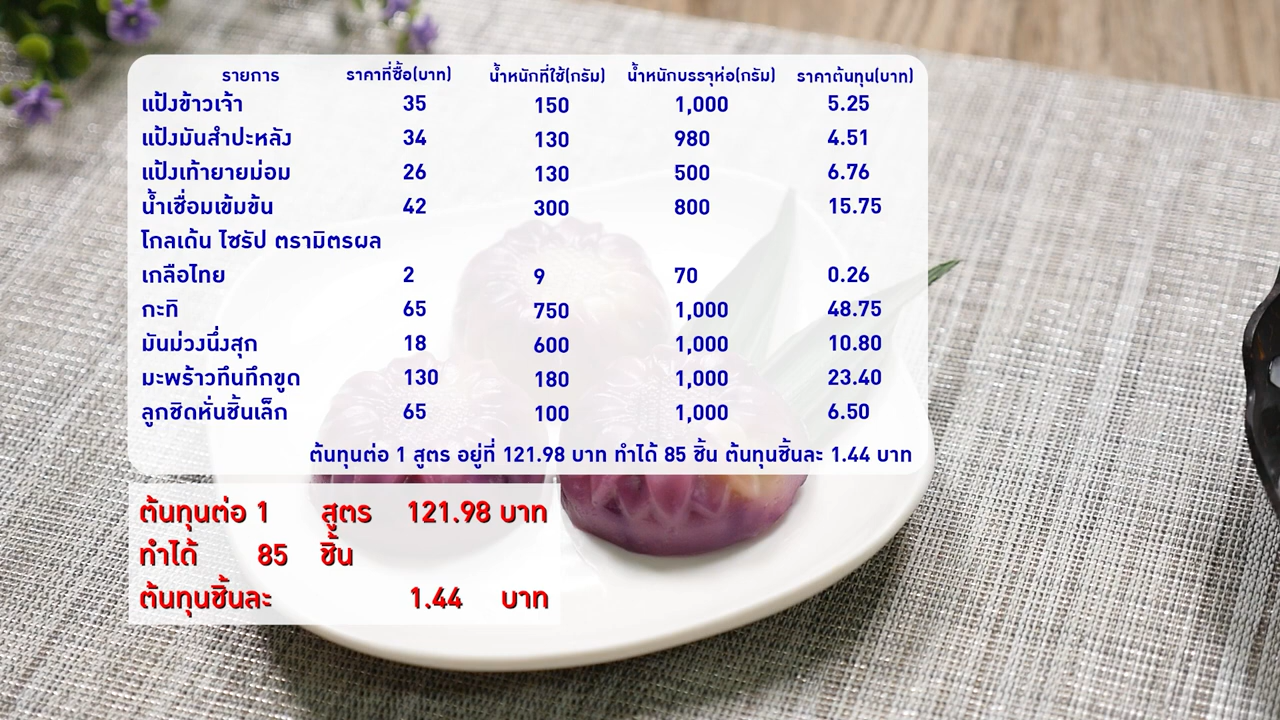 รายการ ราคาที่ซื้อ(บาท) น้ำหนักที่ใช้(กรัม) น้ำหนักบรรจุห่อ(กรัม) ราคาต้นทุน(บาท)
แป้งข้าวเจ้า 35 150 1,000 5.25
แป้งมันสำปะหลัง 34 130 980 4.51
แป้งเท้ายายม่อม 26 130 500 6.76
น้ำเชื่อมเข้มข้น 42 300 800 15.75
โกลเด้น ไซรัป ตรามิตรผล
เกลือไทย 2 9 70 0.26
กะทิ 65 750 1,000 48.75
มันม่วงนึ่งสุก 18 600 1,000 10.80
มะพร้าวทึนทึกขูด 130 180 1,000 23.40
ลูกชิดหั่นชิ้นเล็ก 65 100 1,000 6.50
ต้นทุนต่อ 1 สูตร อยู่ที่ 121.98 บาท ทำได้ 85 ชิ้น ต้นทุนชิ้นละ 1.44 บาท
ต้นทุนต่อ 1 สูตร 121.98 บาท
ทำได้ 85 ชิ้น
ต้นทุนชิ้นละ 1.44 บาท